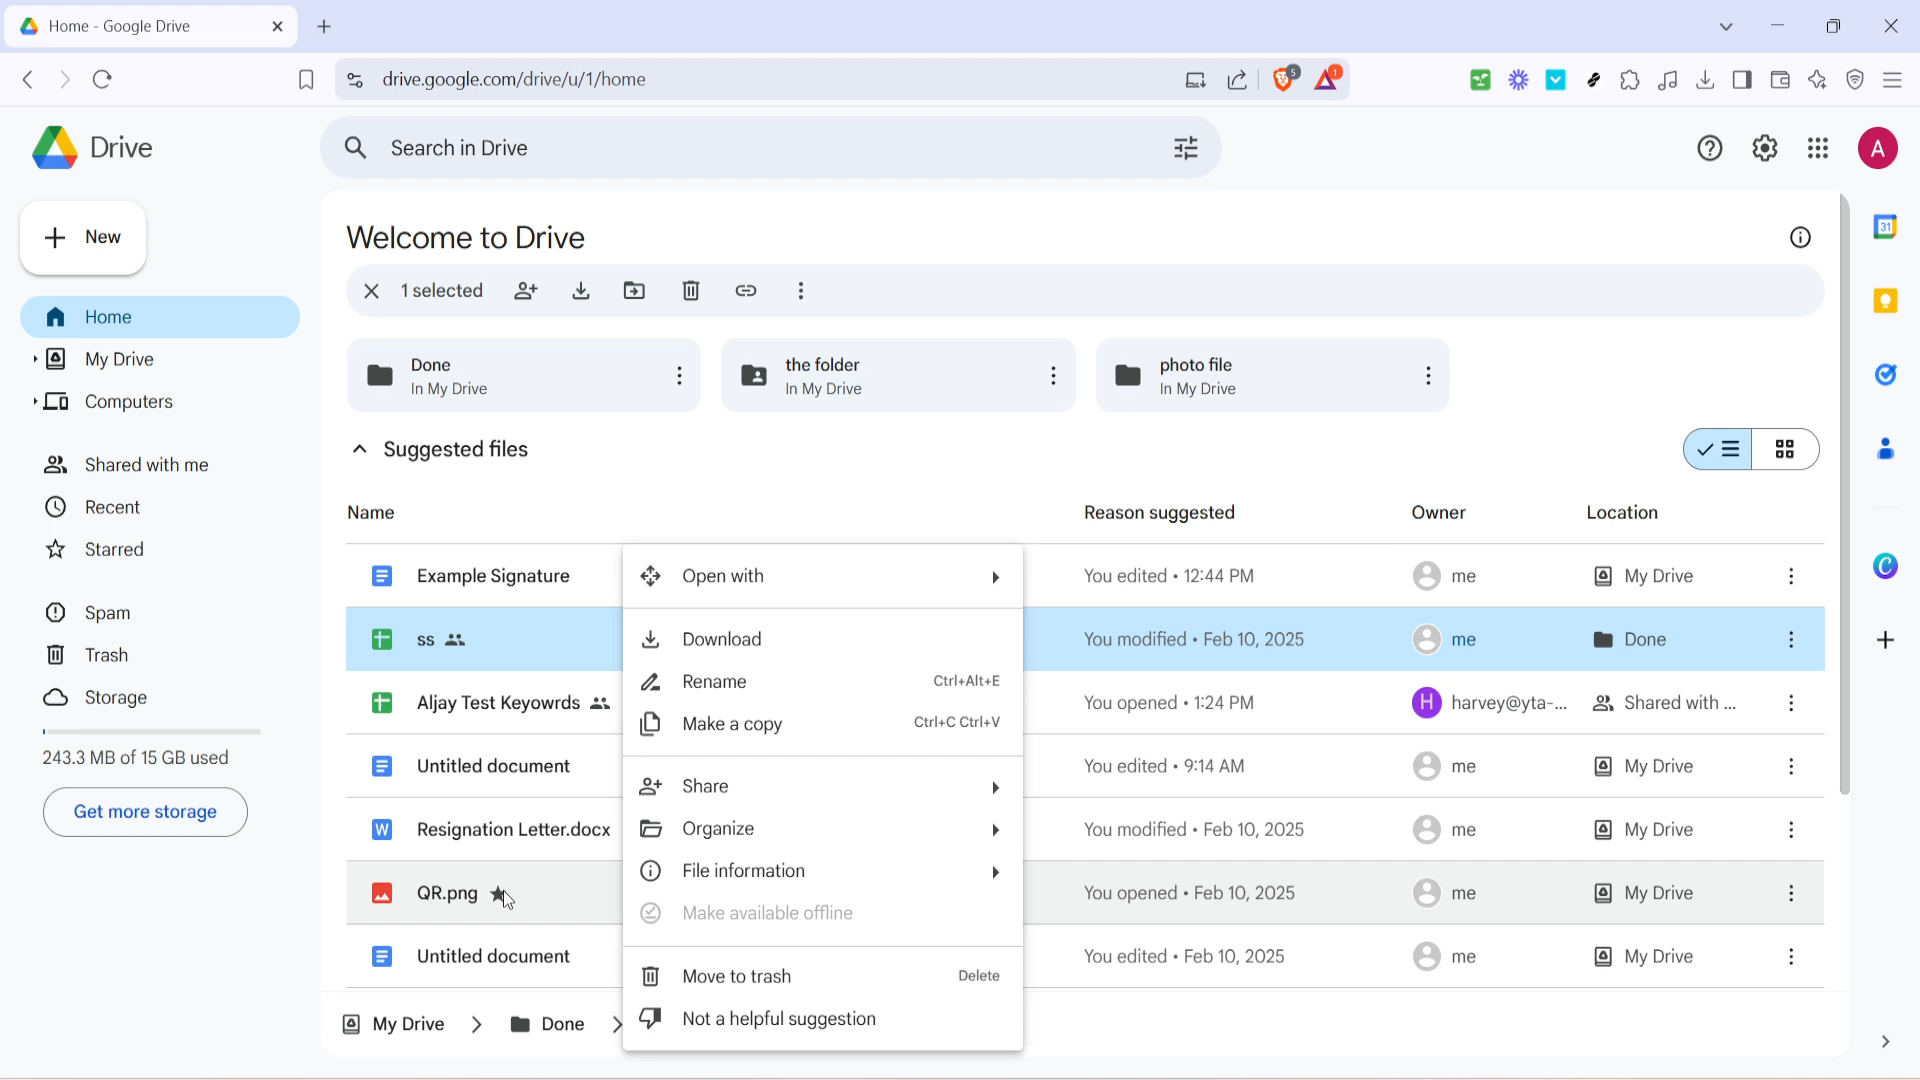 Home - Google Drive
drive.google.com/drive/u/1/home
5
1
Drive
Search in Drive
A
New
Home
My Drive
Computers
Shared with me
Recent
Starred
Spam
Trash
Storage
243.3 MB of 15 GB used
Get more storage
Welcome to Drive
1 selected
Done
In My Drive
the folder
In My Drive
photo file
In My Drive
Suggested files
Name Reason suggested Owner Location
Example Signature You edited • 12:44 PM me My Drive
ss You modified • Feb 10, 2025 me Done
Aljay Test Keyowrds You opened • 1:24 PM H harvey@yta-... Shared with ...
Untitled document You edited • 9:14 AM me My Drive
W Resignation Letter.docx You modified • Feb 10, 2025 me My Drive
QR.png You opened • Feb 10, 2025 me My Drive
Untitled document You edited • Feb 10, 2025 me My Drive
My Drive Done
Open with
Download
Rename Ctrl+Alt+E
Make a copy Ctrl+C Ctrl+V
Share
Organize
File information
Make available offline
Move to trash Delete
Not a helpful suggestion
31
C